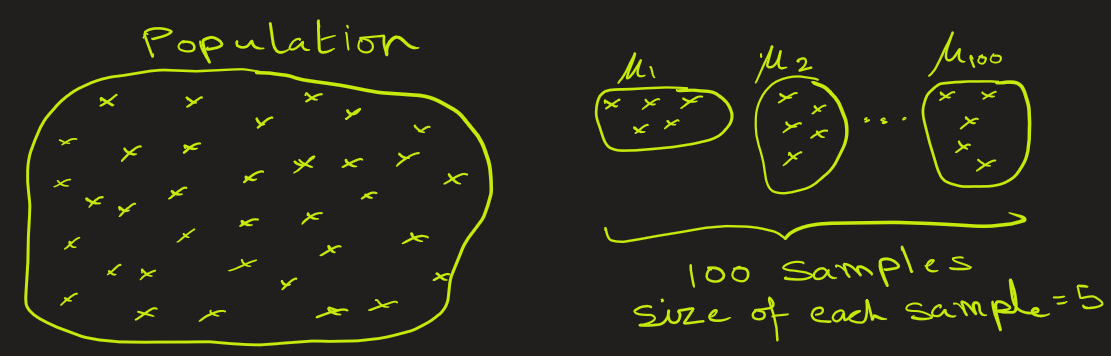 Population
μ₁ μ₂ ... μ₁₀₀
100 samples
size of each sample = 5